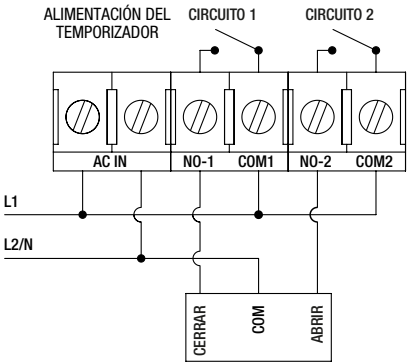 ALIMENTACIÓN DEL
TEMPORIZADOR
CIRCUITO 1
CIRCUITO 2
AC IN
NO-1
COM1
NO-2
COM2
L1
L2/N
CERRAR
COM
ABRIR